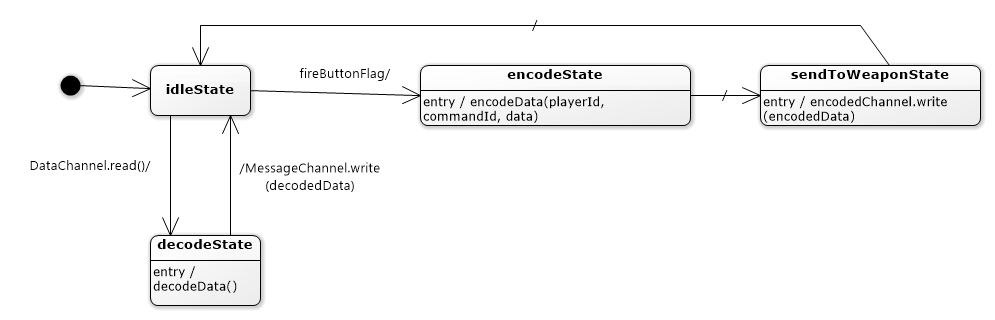 /
fireButtonFlag/
idleState
encodeState
entry / encodeData(playerId,
commandId, data)
/
sendToWeaponState
entry / encodedChannel.write
(encodedData)
DataChannel.read()/
/MessageChannel.write
(decodedData)
decodeState
entry /
decodeData()